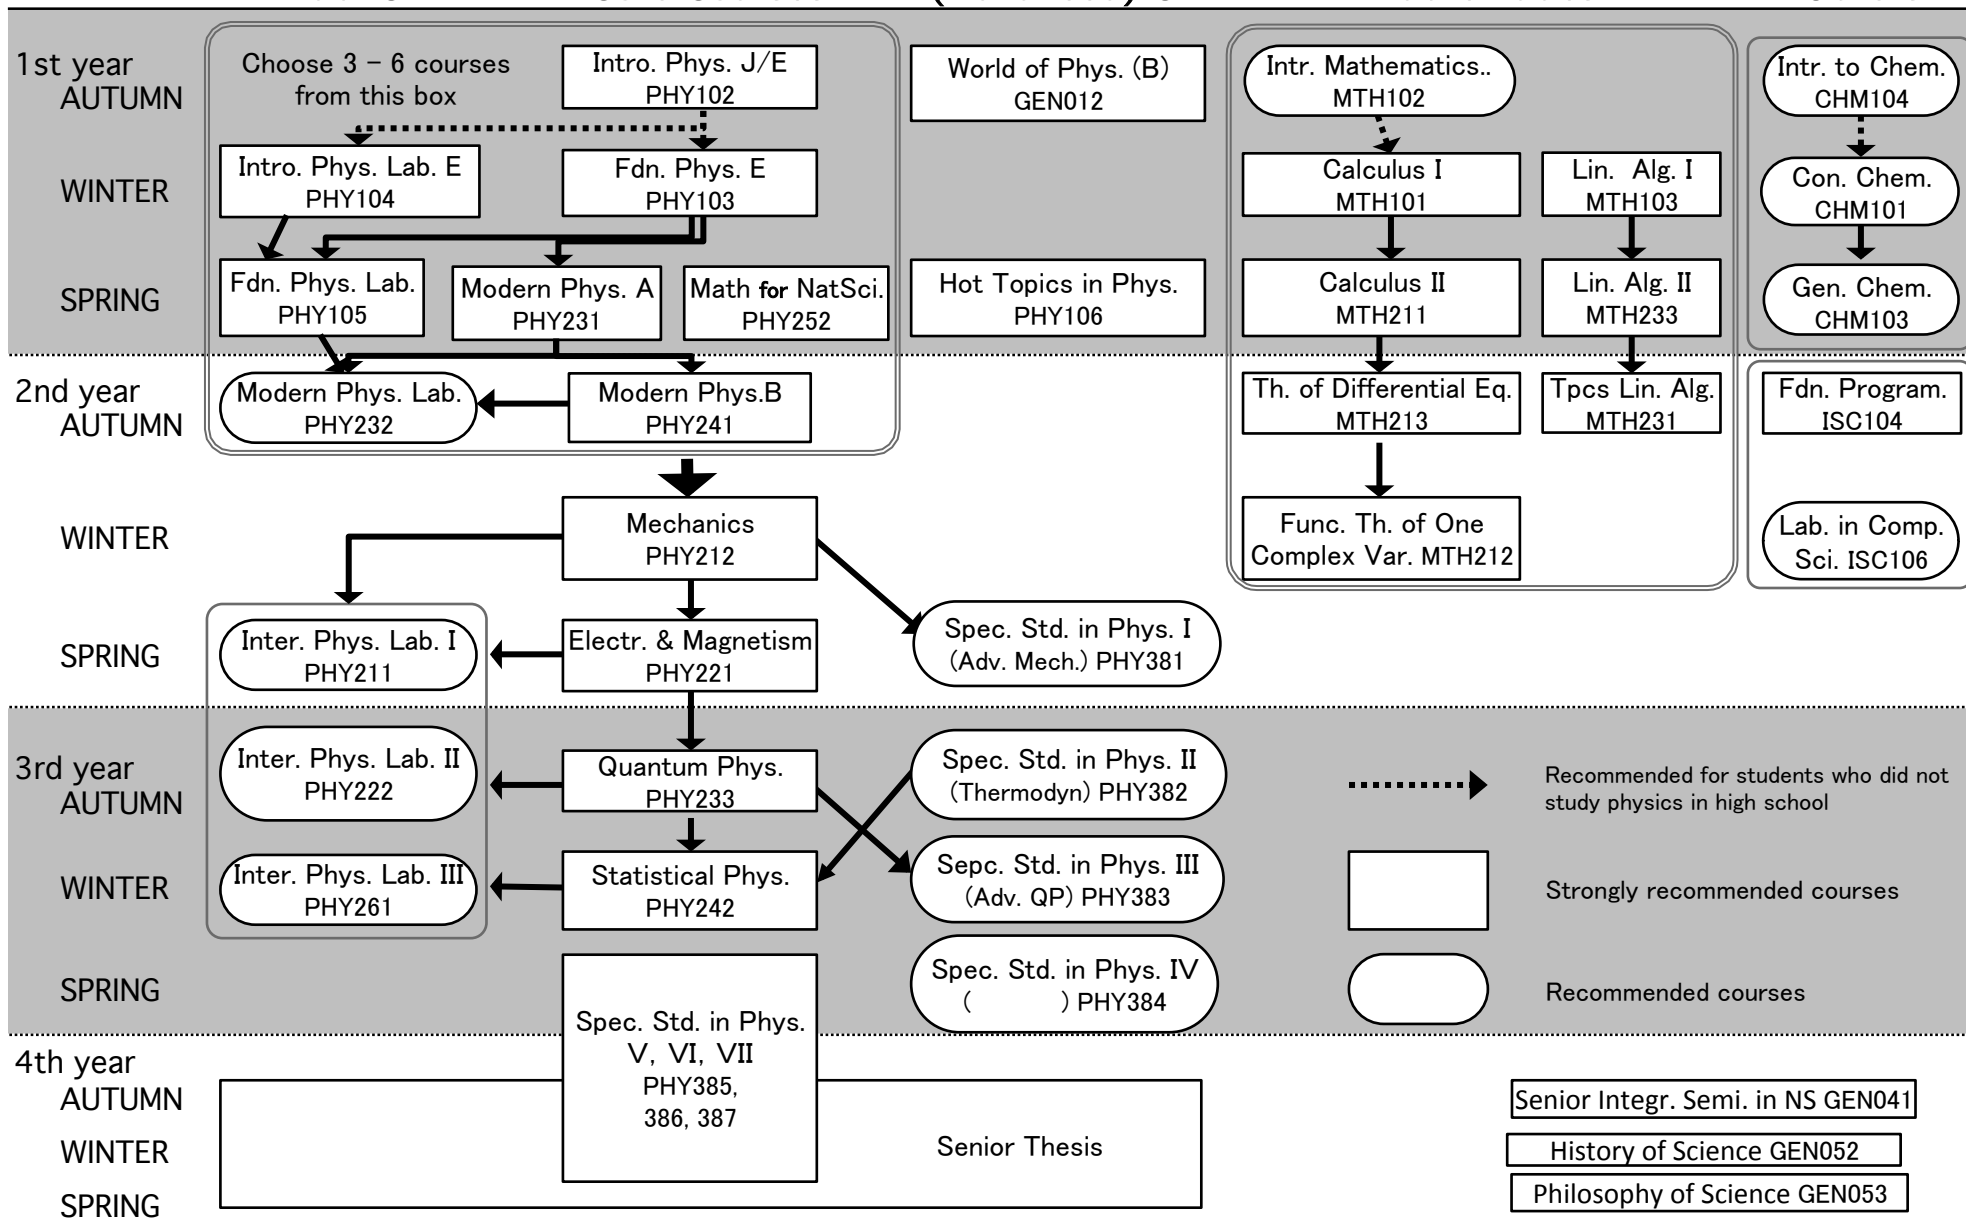 1st year
AUTUMN
Choose 3 – 6 courses
from this box
Intro. Phys. J/E
PHY102
World of Phys. (B)
GEN012
Intr. Mathematics..
MTH102
Intr. to Chem.
CHM104
WINTER
Intro. Phys. Lab. E
PHY104
Fdn. Phys. E
PHY103
Calculus I
MTH101
Lin. Alg. I
MTH103
Con. Chem.
CHM101
SPRING
Fdn. Phys. Lab.
PHY105
Modern Phys. A
PHY231
Math for NatSci.
PHY252
Hot Topics in Phys.
PHY106
Calculus II
MTH211
Lin. Alg. II
MTH233
Gen. Chem.
CHM103
2nd year
AUTUMN
Modern Phys. Lab.
PHY232
Modern Phys.B
PHY241
Th. of Differential Eq.
MTH213
Tpcs Lin. Alg.
MTH231
Fdn. Program.
ISC104
WINTER
Mechanics
PHY212
Func. Th. of One
Complex Var. MTH212
Lab. in Comp.
Sci. ISC106
SPRING
Inter. Phys. Lab. I
PHY211
Electr. & Magnetism
PHY221
Spec. Std. in Phys. I
(Adv. Mech.) PHY381
3rd year
AUTUMN
Inter. Phys. Lab. II
PHY222
Quantum Phys.
PHY233
Spec. Std. in Phys. II
(Thermodyn) PHY382
Recommended for students who did not
study physics in high school
WINTER
Inter. Phys. Lab. III
PHY261
Statistical Phys.
PHY242
Sepc. Std. in Phys. III
(Adv. QP) PHY383
Strongly recommended courses
SPRING
Spec. Std. in Phys. IV
( ) PHY384
Recommended courses
4th year
AUTUMN
WINTER
SPRING
Spec. Std. in Phys.
V, VI, VII
PHY385,
386, 387
Senior Thesis
Senior Integr. Semi. in NS GEN041
History of Science GEN052
Philosophy of Science GEN053